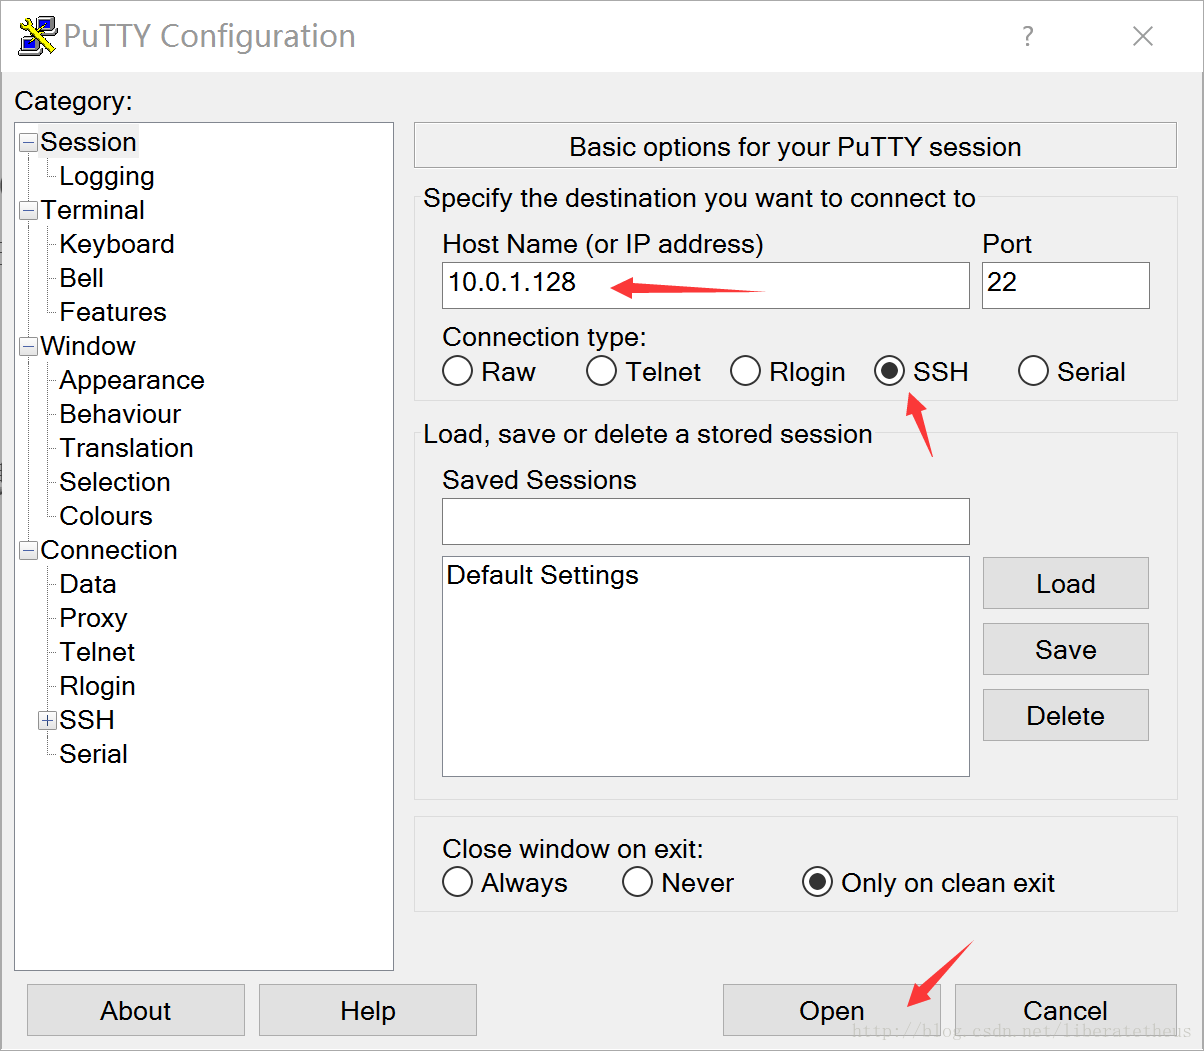 PuTTY Configuration
?
Category:
Session
Logging
Terminal
Keyboard
Bell
Features
Window
Appearance
Behaviour
Translation
Selection
Colours
Connection
Data
Proxy
Telnet
Rlogin
SSH
Serial
Basic options for your PuTTY session
Specify the destination you want to connect to
Host Name (or IP address) Port
10.0.1.128 22
Connection type:
Raw Telnet Rlogin SSH Serial
Load, save or delete a stored session
Saved Sessions
Default Settings
Load
Save
Delete
Close window on exit:
Always Never Only on clean exit
About Help Open Cancel
http://blog.csdn.net/liberatetheus